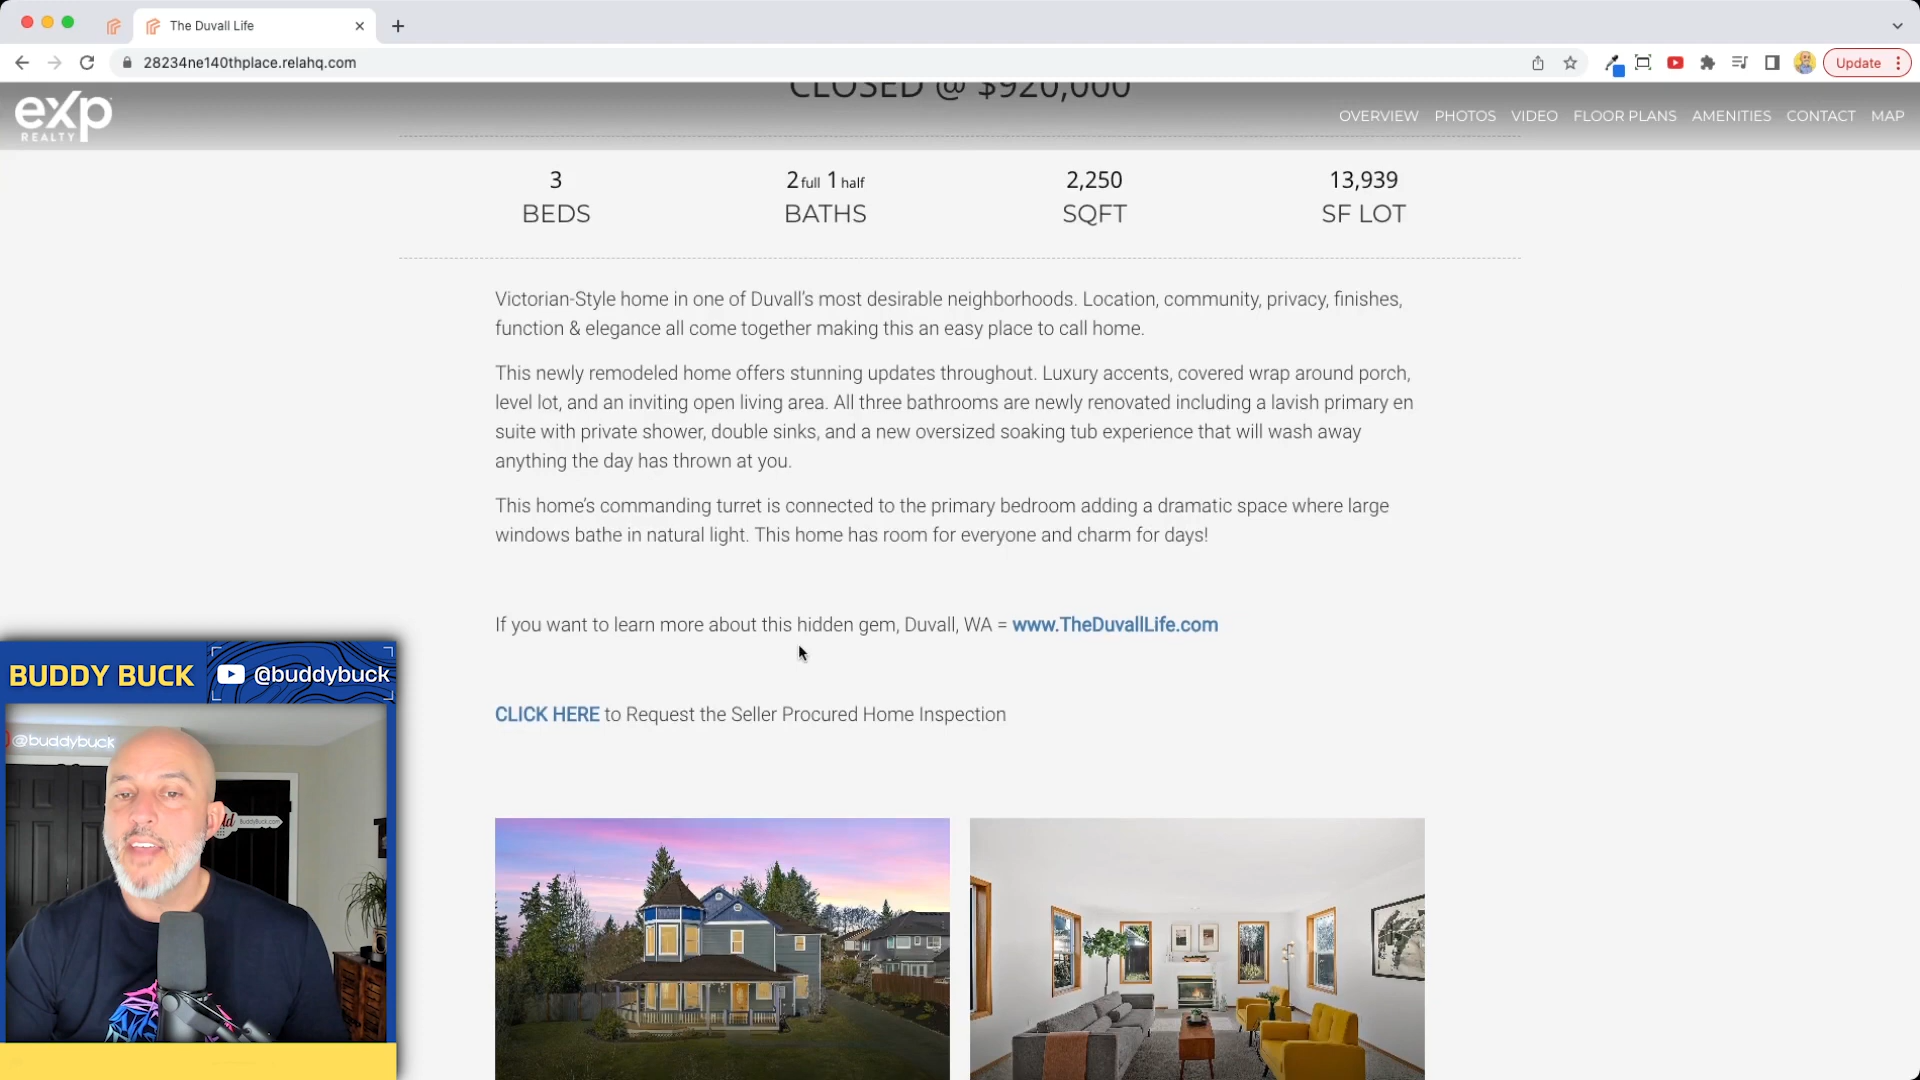 The Duvall Life
28234ne140thplace.relahq.com
Update
CLOSED @ $920,000
eXp
REALTY
OVERVIEW PHOTOS VIDEO FLOOR PLANS AMENITIES CONTACT MAP
3
BEDS
2 full 1 half
BATHS
2,250
SQFT
13,939
SF LOT
Victorian-Style home in one of Duvall’s most desirable neighborhoods. Location, community, privacy, finishes,
function & elegance all come together making this an easy place to call home.
This newly remodeled home offers stunning updates throughout. Luxury accents, covered wrap around porch,
level lot, and an inviting open living area. All three bathrooms are newly renovated including a lavish primary en
suite with private shower, double sinks, and a new oversized soaking tub experience that will wash away
anything the day has thrown at you.
This home’s commanding turret is connected to the primary bedroom adding a dramatic space where large
windows bathe in natural light. This home has room for everyone and charm for days!
If you want to learn more about this hidden gem, Duvall, WA = www.TheDuvallLife.com
CLICK HERE to Request the Seller Procured Home Inspection
BUDDY BUCK
@buddybuck
@buddybuck
BuddyBuck.com